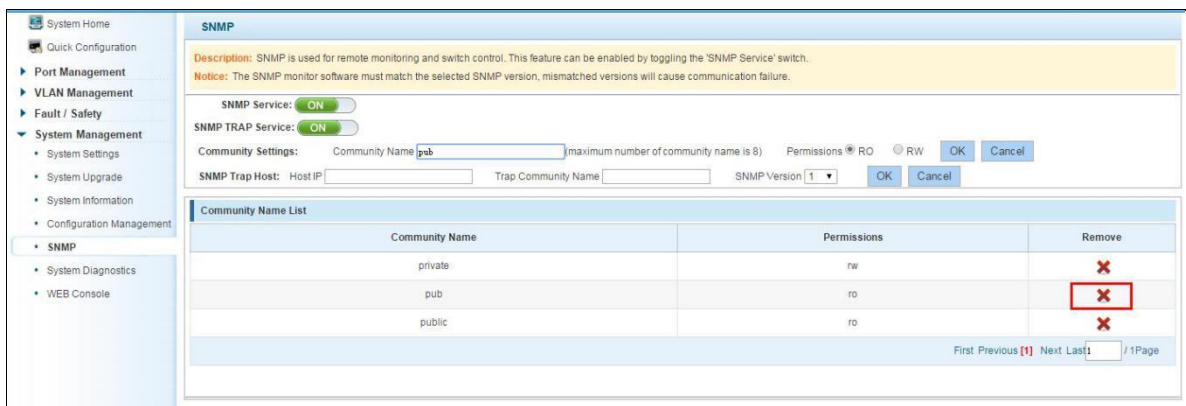 System Home
Quick Configuration
Port Management
VLAN Management
Fault / Safety
System Management
System Settings
System Upgrade
System Information
Configuration Management
SNMP
System Diagnostics
WEB Console
SNMP
Description: SNMP is used for remote monitoring and switch control. This feature can be enabled by toggling the 'SNMP Service' switch.
Notice: The SNMP monitor software must match the selected SNMP version, mismatched versions will cause communication failure.
SNMP Service: ON
SNMP TRAP Service: ON
Community Settings: Community Name pub (maximum number of community name is 8) Permissions RO RW OK Cancel
SNMP Trap Host: Host IP Trap Community Name SNMP Version 1 OK Cancel
Community Name List
Community Name Permissions Remove
private rw
pub ro
public ro
First Previous [1] Next Last 1 / 1Page